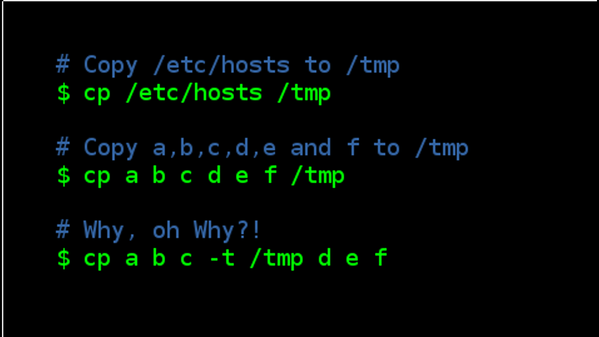 # Copy /etc/hosts to /tmp
$ cp /etc/hosts /tmp
# Copy a,b,c,d,e and f to /tmp
$ cp a b c d e f /tmp
# Why, oh Why?!
$ cp a b c -t /tmp d e f